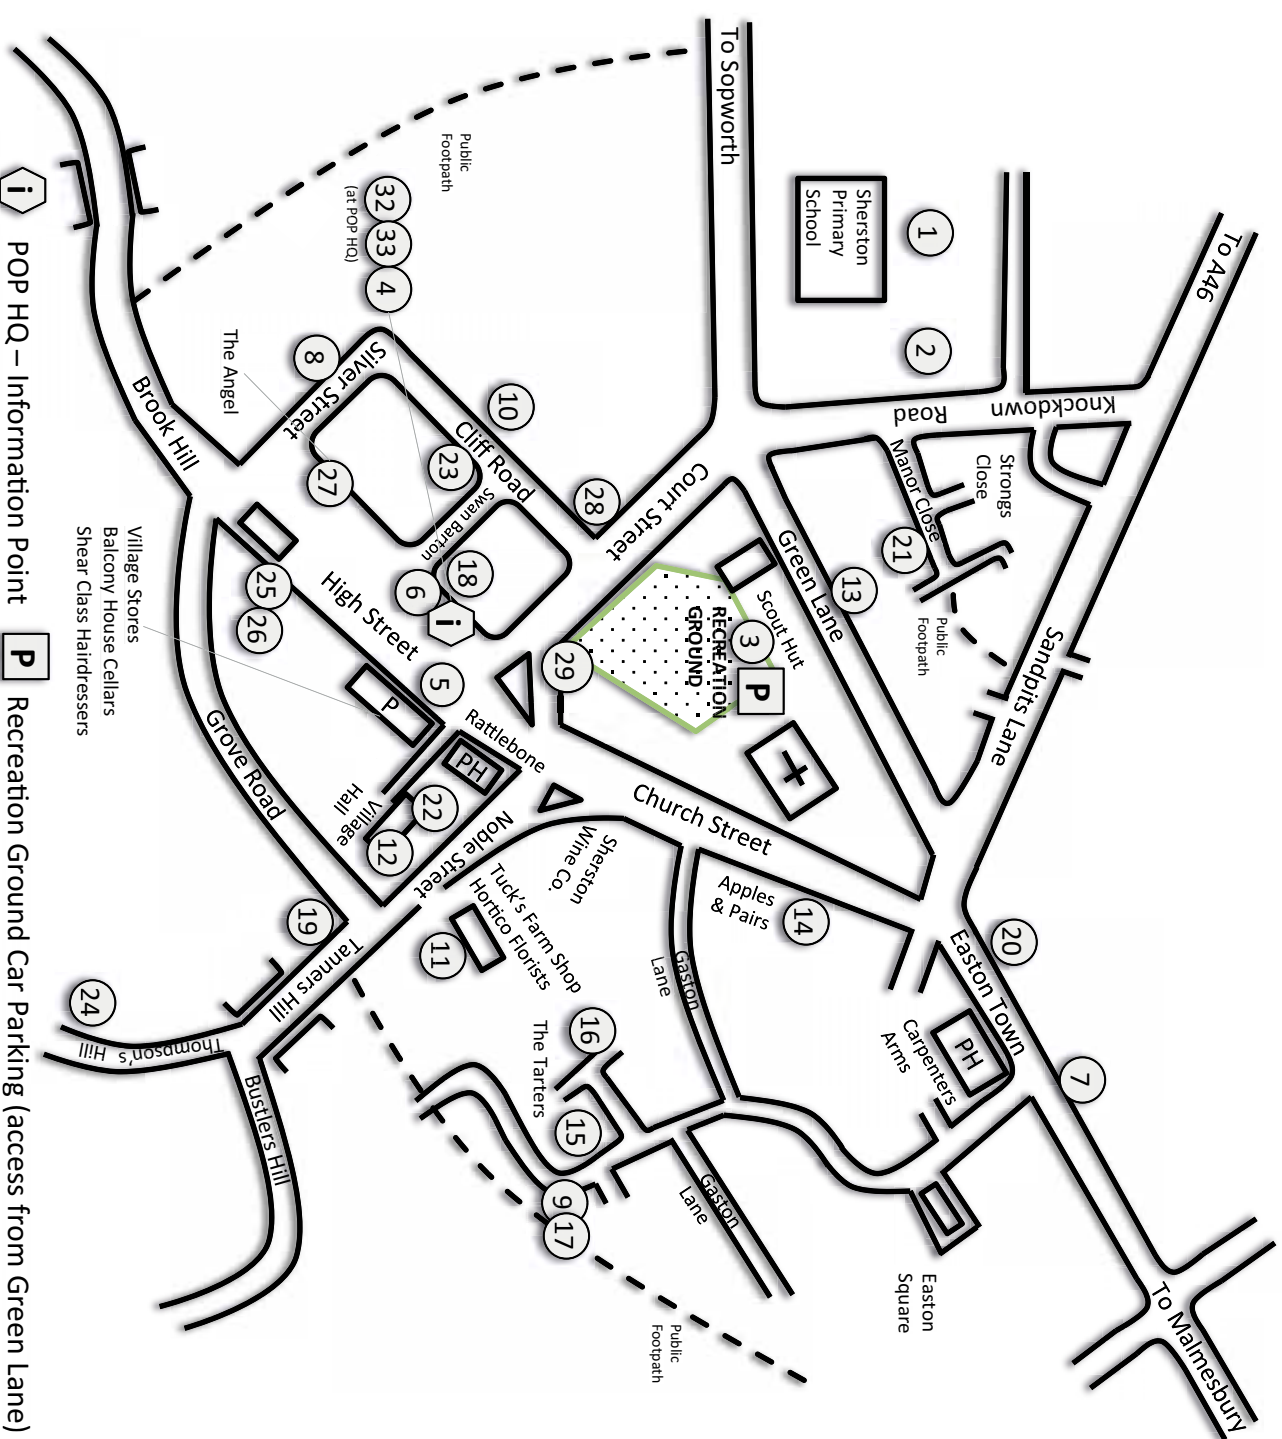 To A46
To Sopworth
Sherston
Primary
School
1
2
Knockdown
Road
Strongs
Close
Manor Close
21
Public
Footpath
Sandpits Lane
13
Green Lane
Scout Hut
3
P
RECREATION
GROUND
Court Street
28
29
Church Street
20
Easton Town
7
To Malmesbury
PH
Carpenters
Arms
Easton
Square
14
Apples
& Pairs
Gaston
Lane
Gaston
Lane
Sherston
Wine Co.
Tuck's Farm Shop
Hortico Florists
11
16
The Tarters
15
9
17
Public
Footpath
Public
Footpath
32
33
4
(at POP HQ)
10
Cliff Road
23
Silver Street
8
The Angel
27
Swan Barton
18
6
i
High Street
5
Rattlebone
PH
P
22
12
Village
Hall
Noble Street
25
26
Brook Hill
Village Stores
Balcony House Cellars
Shear Class Hairdressers
Grove Road
19
Tanners Hill
24
Thompson's Hill
Bustlers Hill
i POP HQ – Information Point P Recreation Ground Car Parking (access from Green Lane)